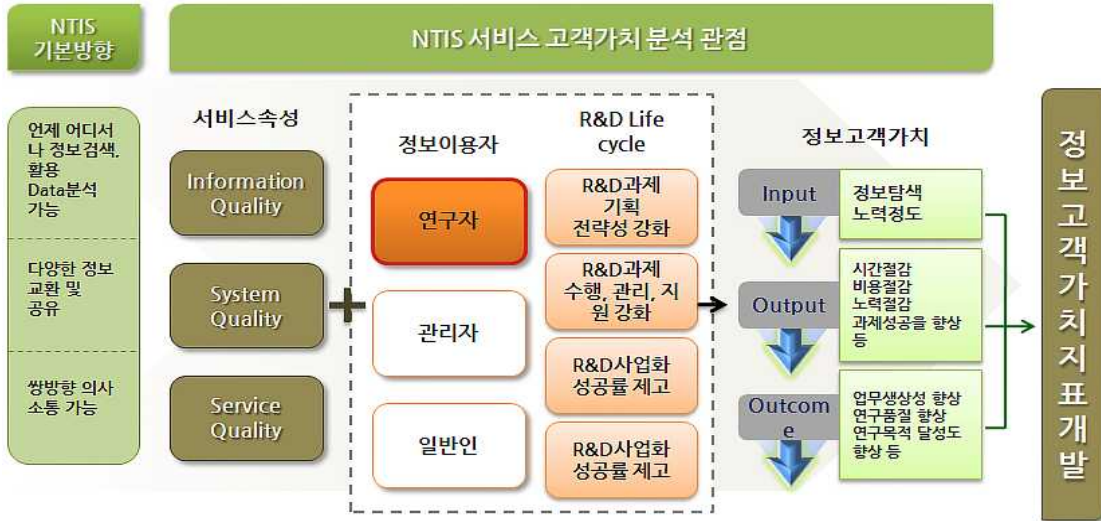 NTIS
기본방향
NTIS 서비스 고객가치 분석 관점
언제 어디서
나 정보검색,
활용
Data분석
가능
다양한 정보
교환 및
공유
쌍방향 의사
소통 가능
서비스속성
Information
Quality
System
Quality
Service
Quality
정보이용자
연구자
관리자
일반인
R&D Life
cycle
R&D과제
기획
전략성 강화
R&D과제
수행, 관리, 지
원 강화
R&D사업화
성공률 제고
R&D사업화
성공률 제고
정보고객가치
Input
정보탐색
노력정도
Output
시간절감
비용절감
노력절감
과제성공율 향상
등
Outcom
e
업무생상성 향상
연구품질 향상
연구목적 달성도
향상 등
정보고객가치지표개발